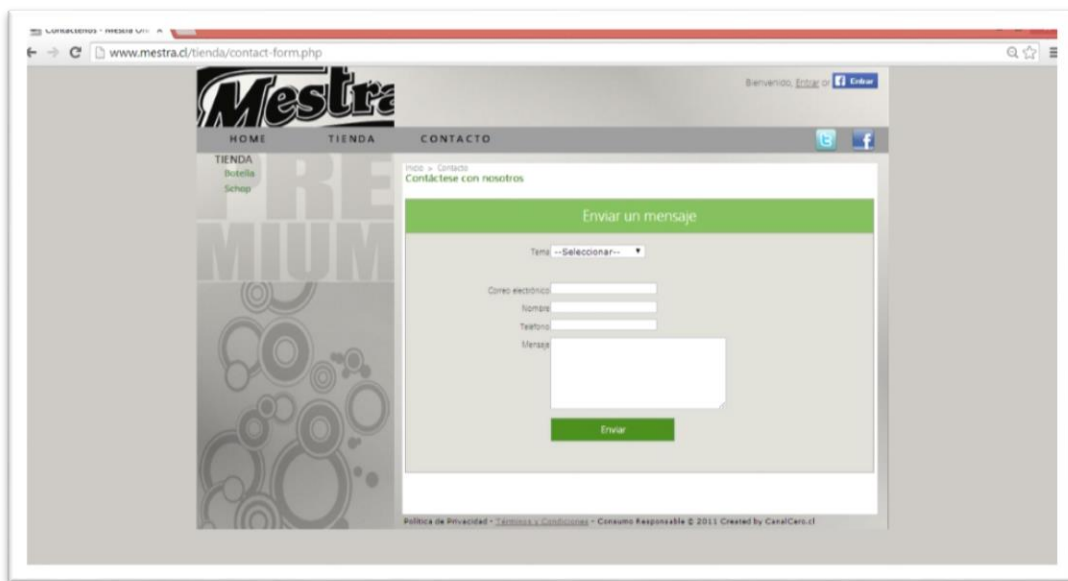 Contáctenos - Mestra
www.mestra.cl/tienda/contact-form.php
Mestra
Bienvenido, Entrar or Entrar
HOME TIENDA CONTACTO
TIENDA
Botella
Schop
PRE
MIUM
Inicio > Contacto
Contáctese con nosotros
Enviar un mensaje
Tema --Seleccionar--
Correo electrónico
Nombre
Teléfono
Mensaje
Enviar
Política de Privacidad - Términos y Condiciones - Consumo Responsable © 2011 Created by CanalCero.cl